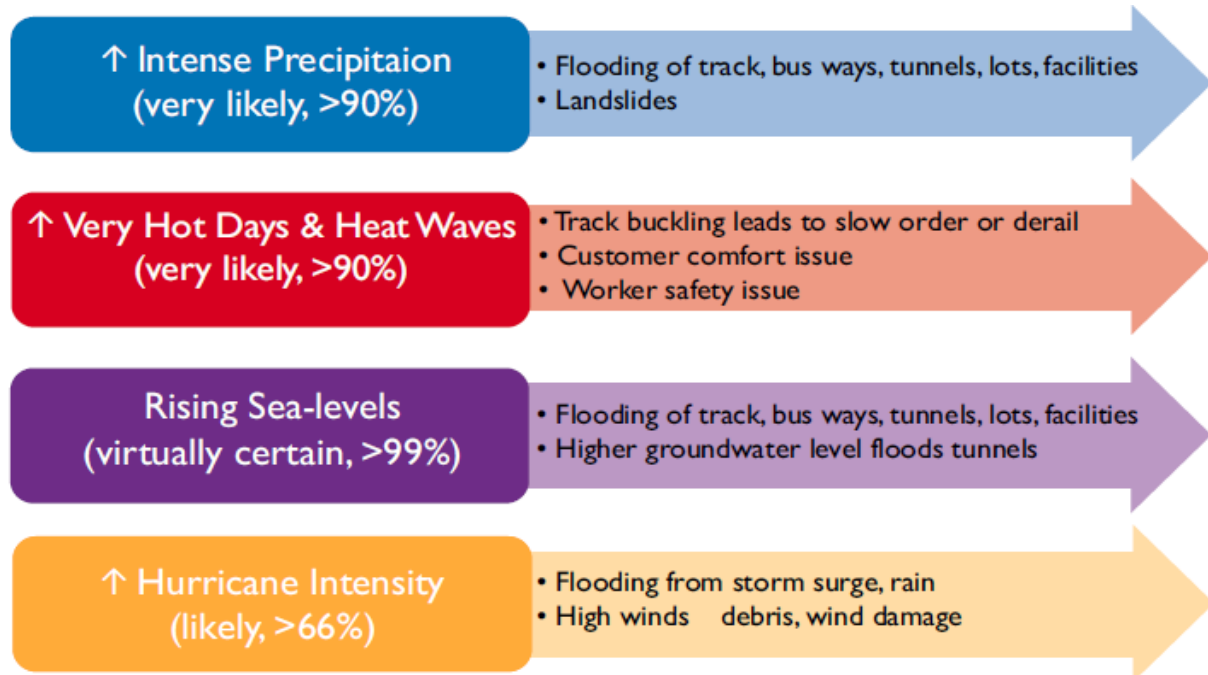 ↑ Intense Precipitaion
(very likely, >90%)
• Flooding of track, bus ways, tunnels, lots, facilities
• Landslides
↑ Very Hot Days & Heat Waves
(very likely, >90%)
• Track buckling leads to slow order or derail
• Customer comfort issue
• Worker safety issue
Rising Sea-levels
(virtually certain, >99%)
• Flooding of track, bus ways, tunnels, lots, facilities
• Higher groundwater level floods tunnels
↑ Hurricane Intensity
(likely, >66%)
• Flooding from storm surge, rain
• High winds debris, wind damage